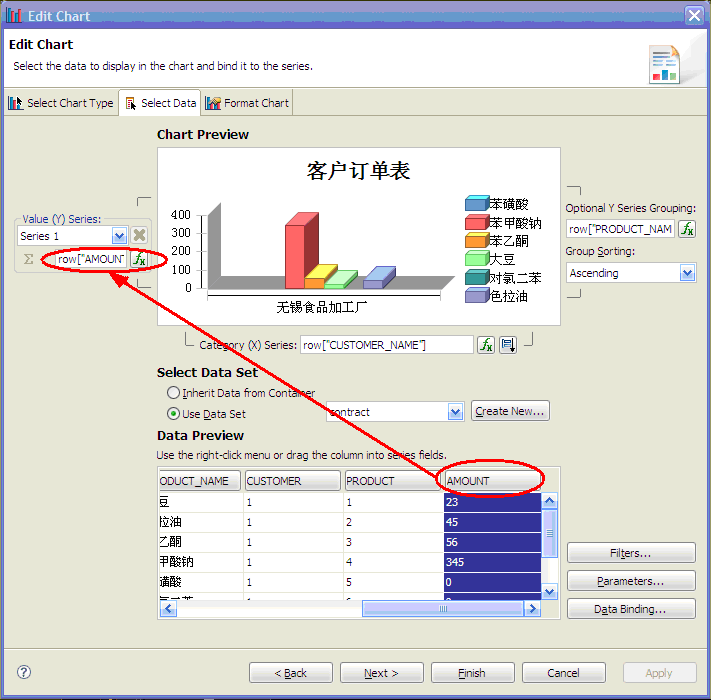 Edit Chart
Edit Chart
Select the data to display in the chart and bind it to the series.
Select Chart Type
Select Data
Format Chart
Chart Preview
客户订单表
400
300
200
100
0
无锡食品加工厂
苯磺酸
苯甲酸钠
苯乙酮
大豆
对氯二苯
色拉油
Value (Y) Series:
Series 1
Σ row["AMOUNT
fx
Optional Y Series Grouping:
row["PRODUCT_NAM
fx
Group Sorting:
Ascending
Category (X) Series: row["CUSTOMER_NAME"]
fx
Select Data Set
Inherit Data from Container
Use Data Set
contract
Create New...
Data Preview
Use the right-click menu or drag the column into series fields.
ODUCT_NAME CUSTOMER PRODUCT AMOUNT
豆 1 1 23
拉油 1 2 45
乙酮 1 3 56
甲酸钠 1 4 345
磺酸 1 5 0
Filters...
Parameters...
Data Binding...
?
< Back
Next >
Finish
Cancel
Apply